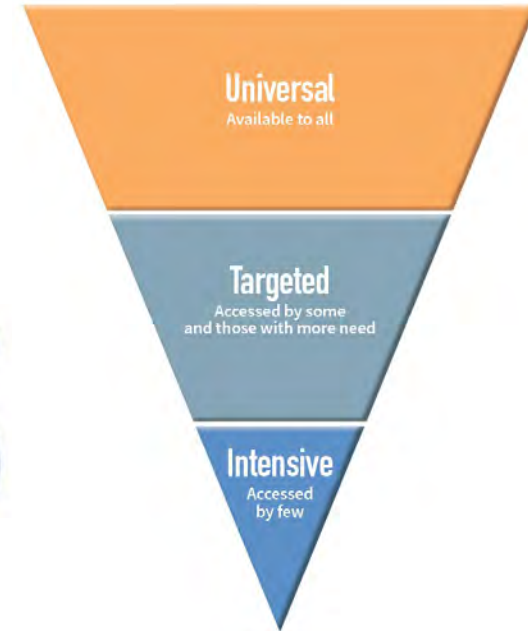 Universal
Available to all
Targeted
Accessed by some
and those with more need
Intensive
Accessed
by few